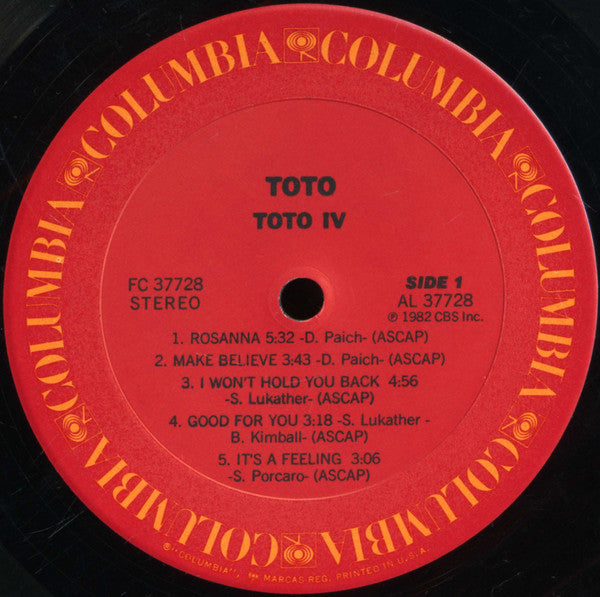 COLUMBIA COLUMBIA COLUMBIA COLUMBIA COLUMBIA COLUMBIA
TOTO
TOTO IV
FC 37728
STEREO
SIDE 1
AL 37728
℗ 1982 CBS Inc.
1. ROSANNA 5:32 -D. Paich- (ASCAP)
2. MAKE BELIEVE 3:43 -D. Paich- (ASCAP)
3. I WON'T HOLD YOU BACK 4:56
-S. Lukather- (ASCAP)
4. GOOD FOR YOU 3:18 -S. Lukather -
B. Kimball- (ASCAP)
5. IT'S A FEELING 3:06
-S. Porcaro- (ASCAP)
"COLUMBIA", MARCAS REG. PRINTED IN U.S.A.